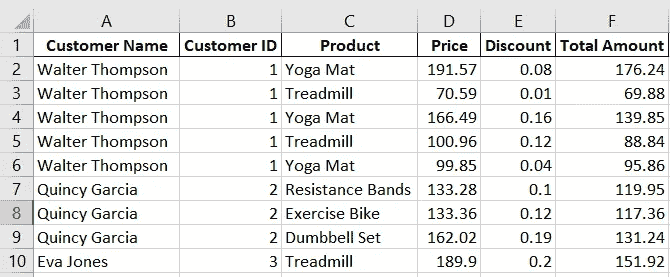 A B C D E F
1 Customer Name Customer ID Product Price Discount Total Amount
2 Walter Thompson 1 Yoga Mat 191.57 0.08 176.24
3 Walter Thompson 1 Treadmill 70.59 0.01 69.88
4 Walter Thompson 1 Yoga Mat 166.49 0.16 139.85
5 Walter Thompson 1 Treadmill 100.96 0.12 88.84
6 Walter Thompson 1 Yoga Mat 99.85 0.04 95.86
7 Quincy Garcia 2 Resistance Bands 133.28 0.1 119.95
8 Quincy Garcia 2 Exercise Bike 133.36 0.12 117.36
9 Quincy Garcia 2 Dumbbell Set 162.02 0.19 131.24
10 Eva Jones 3 Treadmill 189.9 0.2 151.92